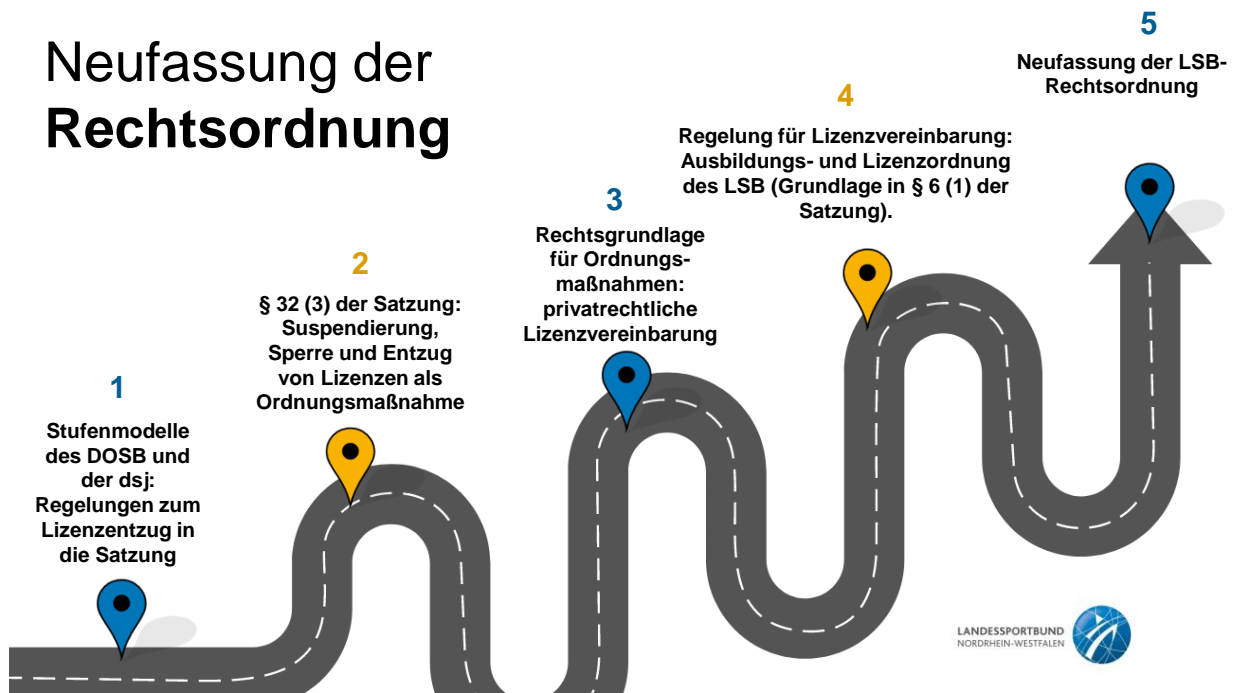 Neufassung der
Rechtsordnung
1
Stufenmodelle
des DOSB und
der dsj:
Regelungen zum
Lizenzentzug in
die Satzung
2
§ 32 (3) der Satzung:
Suspendierung,
Sperre und Entzug
von Lizenzen als
Ordnungsmaßnahme
3
Rechtsgrundlage
für Ordnungs-
maßnahmen:
privatrechtliche
Lizenzvereinbarung
4
Regelung für Lizenzvereinbarung:
Ausbildungs- und Lizenzordnung
des LSB (Grundlage in § 6 (1) der
Satzung).
5
Neufassung der LSB-
Rechtsordnung
LANDESSPORTBUND
NORDRHEIN-WESTFALEN